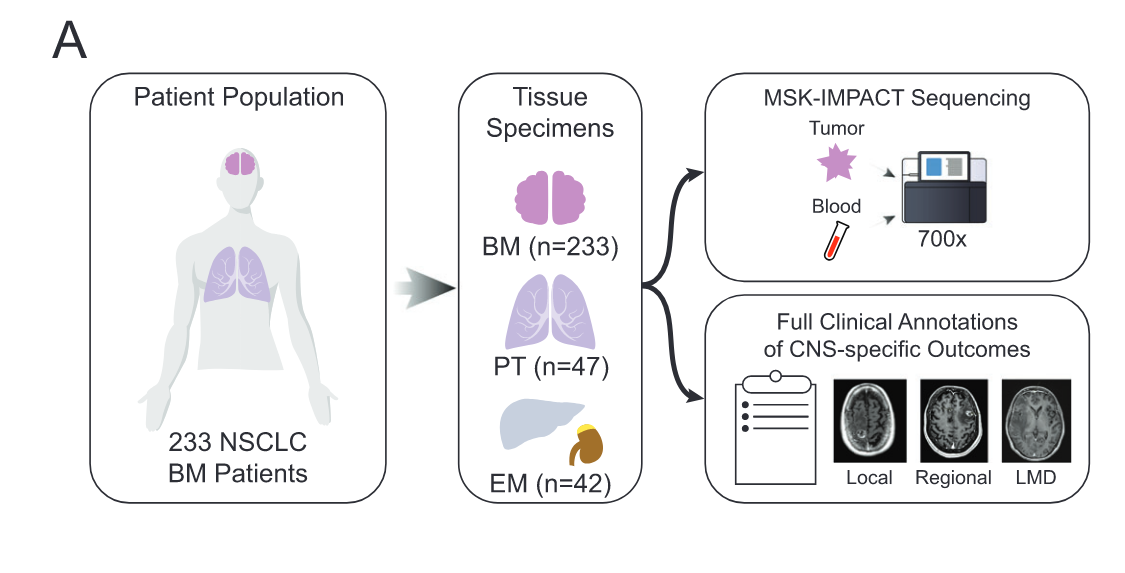 A
Patient Population
233 NSCLC
BM Patients
Tissue
Specimens
BM (n=233)
PT (n=47)
EM (n=42)
MSK-IMPACT Sequencing
Tumor
Blood
700x
Full Clinical Annotations
of CNS-specific Outcomes
Local
Regional
LMD